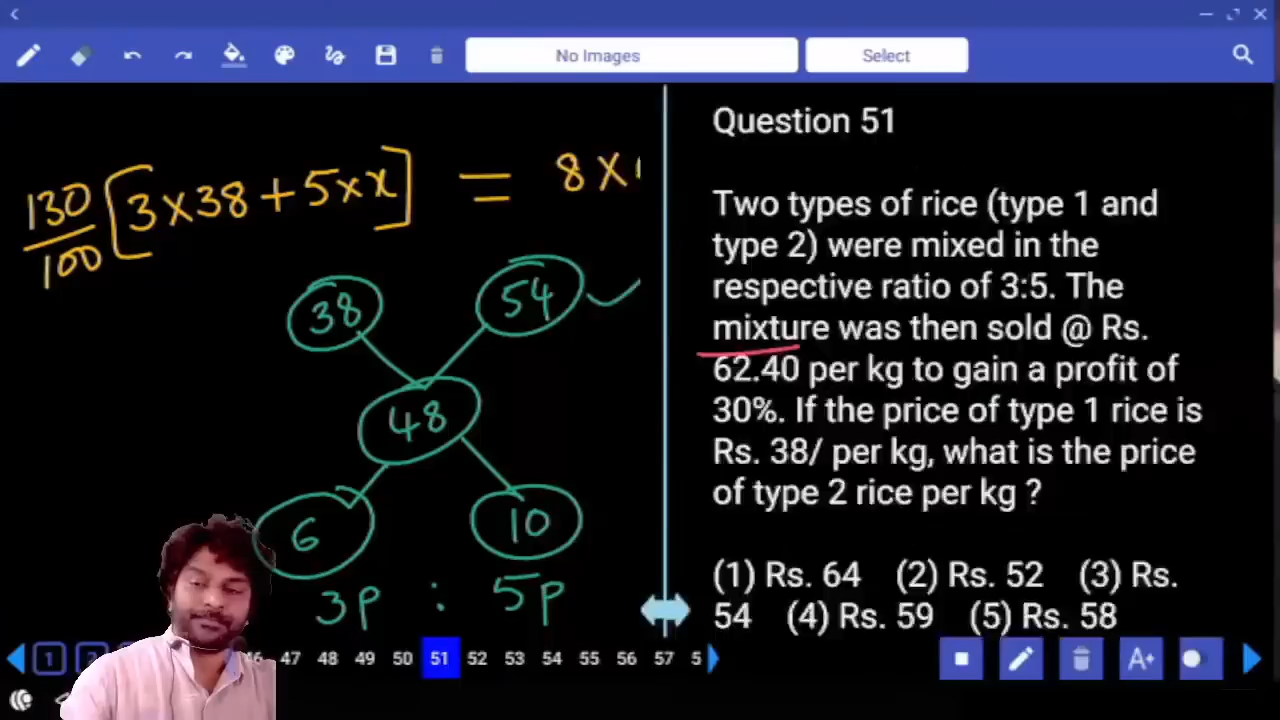 No Images
Select
130/100 [3×38+5×x] = 8×
38
54
48
6
10
3p : 5p
Question 51
Two types of rice (type 1 and
type 2) were mixed in the
respective ratio of 3:5. The
mixture was then sold @ Rs.
62.40 per kg to gain a profit of
30%. If the price of type 1 rice is
Rs. 38/ per kg, what is the price
of type 2 rice per kg ?
(1) Rs. 64 (2) Rs. 52 (3) Rs.
54 (4) Rs. 59 (5) Rs. 58
1 47 48 49 50 51 52 53 54 55 56 57 5
A+